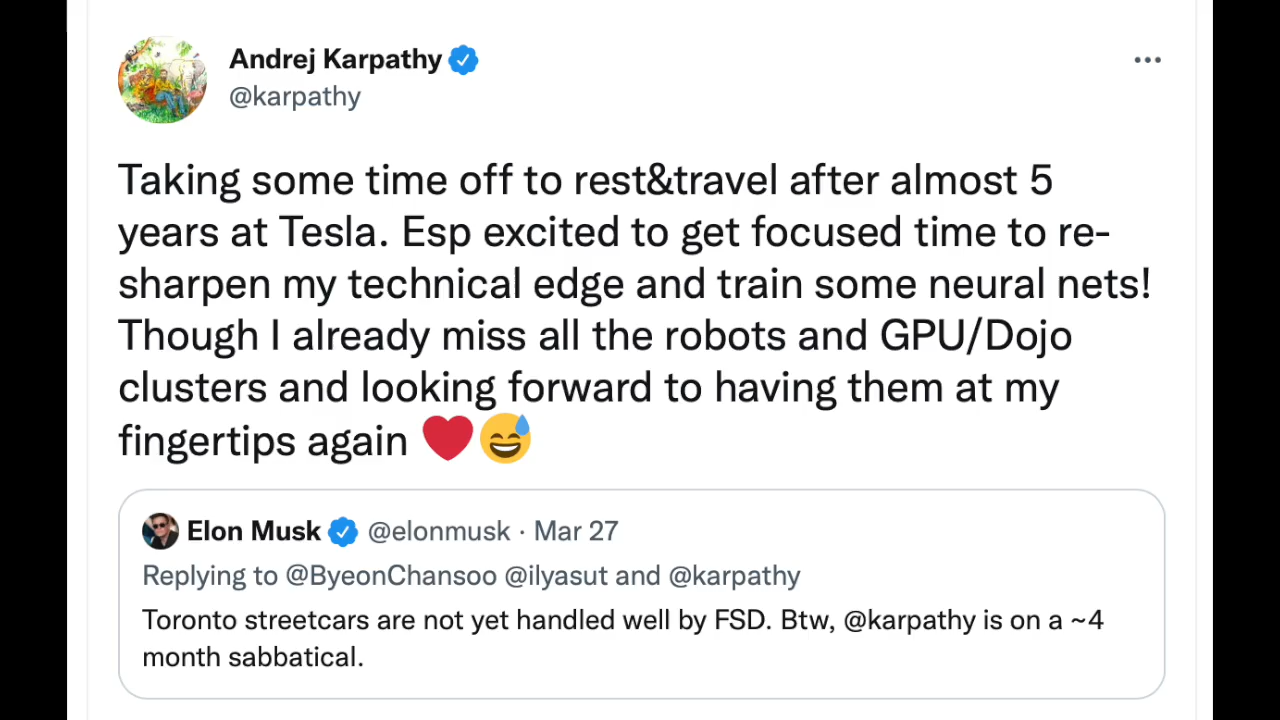 Andrej Karpathy
@karpathy
Taking some time off to rest&travel after almost 5
years at Tesla. Esp excited to get focused time to re-
sharpen my technical edge and train some neural nets!
Though I already miss all the robots and GPU/Dojo
clusters and looking forward to having them at my
fingertips again ❤️😅
Elon Musk @elonmusk · Mar 27
Replying to @ByeonChansoo @ilyasut and @karpathy
Toronto streetcars are not yet handled well by FSD. Btw, @karpathy is on a ~4
month sabbatical.